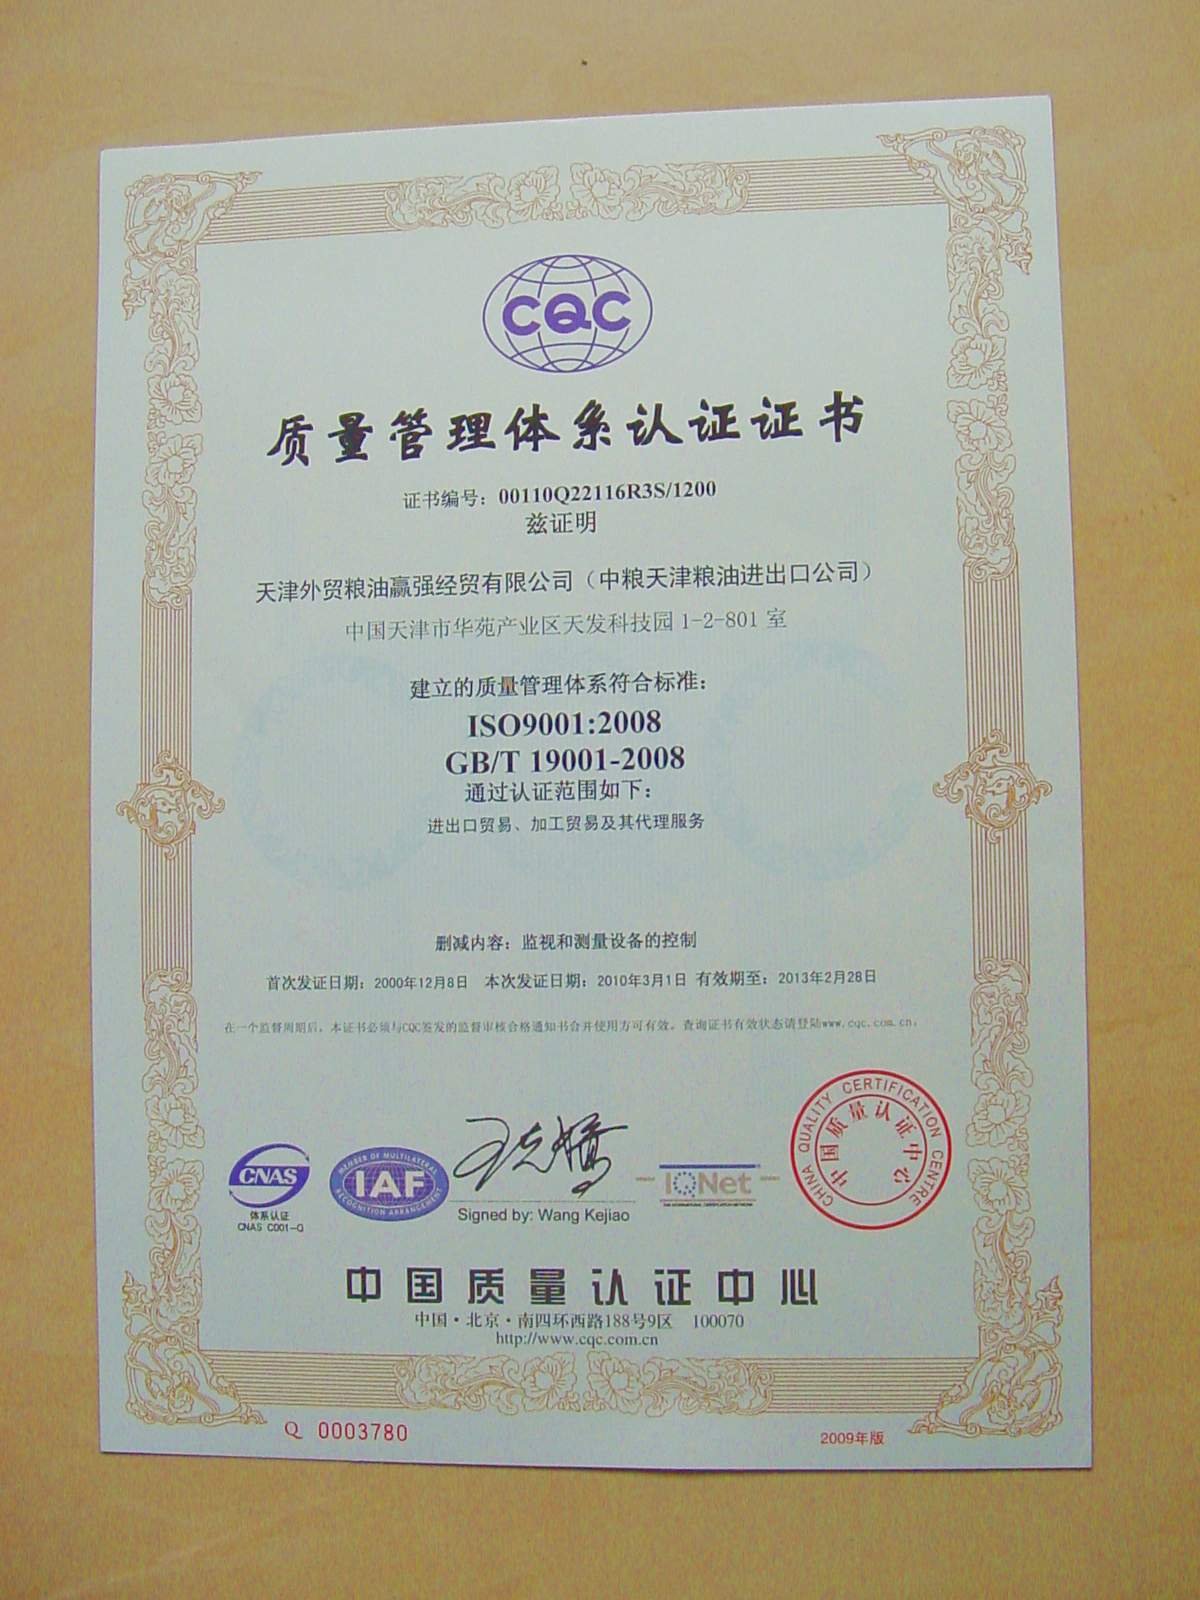 CQC
质量管理体系认证证书
证书编号：00110Q22116R3S/1200
兹证明
天津外贸粮油赢强经贸有限公司（中粮天津粮油进出口公司）
中国天津市华苑产业区天发科技园 1-2-801 室
建立的质量管理体系符合标准：
ISO9001:2008
GB/T 19001-2008
通过认证范围如下：
进出口贸易、加工贸易及其代理服务
删减内容：监视和测量设备的控制
首次发证日期：2000年12月8日 本次发证日期：2010年3月1日 有效期至：2013年2月28日
在一个监督周期后，本证书必须与CQC签发的监督审核合格通知书合并使用方可有效。查询证书有效状态请登陆www.cqc.com.cn。
CNAS
体系认证
CNAS C001-Q
MEMBER OF MULTILATERAL
IAF
RECOGNITION ARRANGEMENT
Signed by: Wang Kejiao
IQNet
THE INTERNATIONAL CERTIFICATION NETWORK
CHINA QUALITY CERTIFICATION CENTRE
中国质量认证中心
中国质量认证中心
中国·北京·南四环西路188号9区 100070
http://www.cqc.com.cn
Q 0003780
2009年版